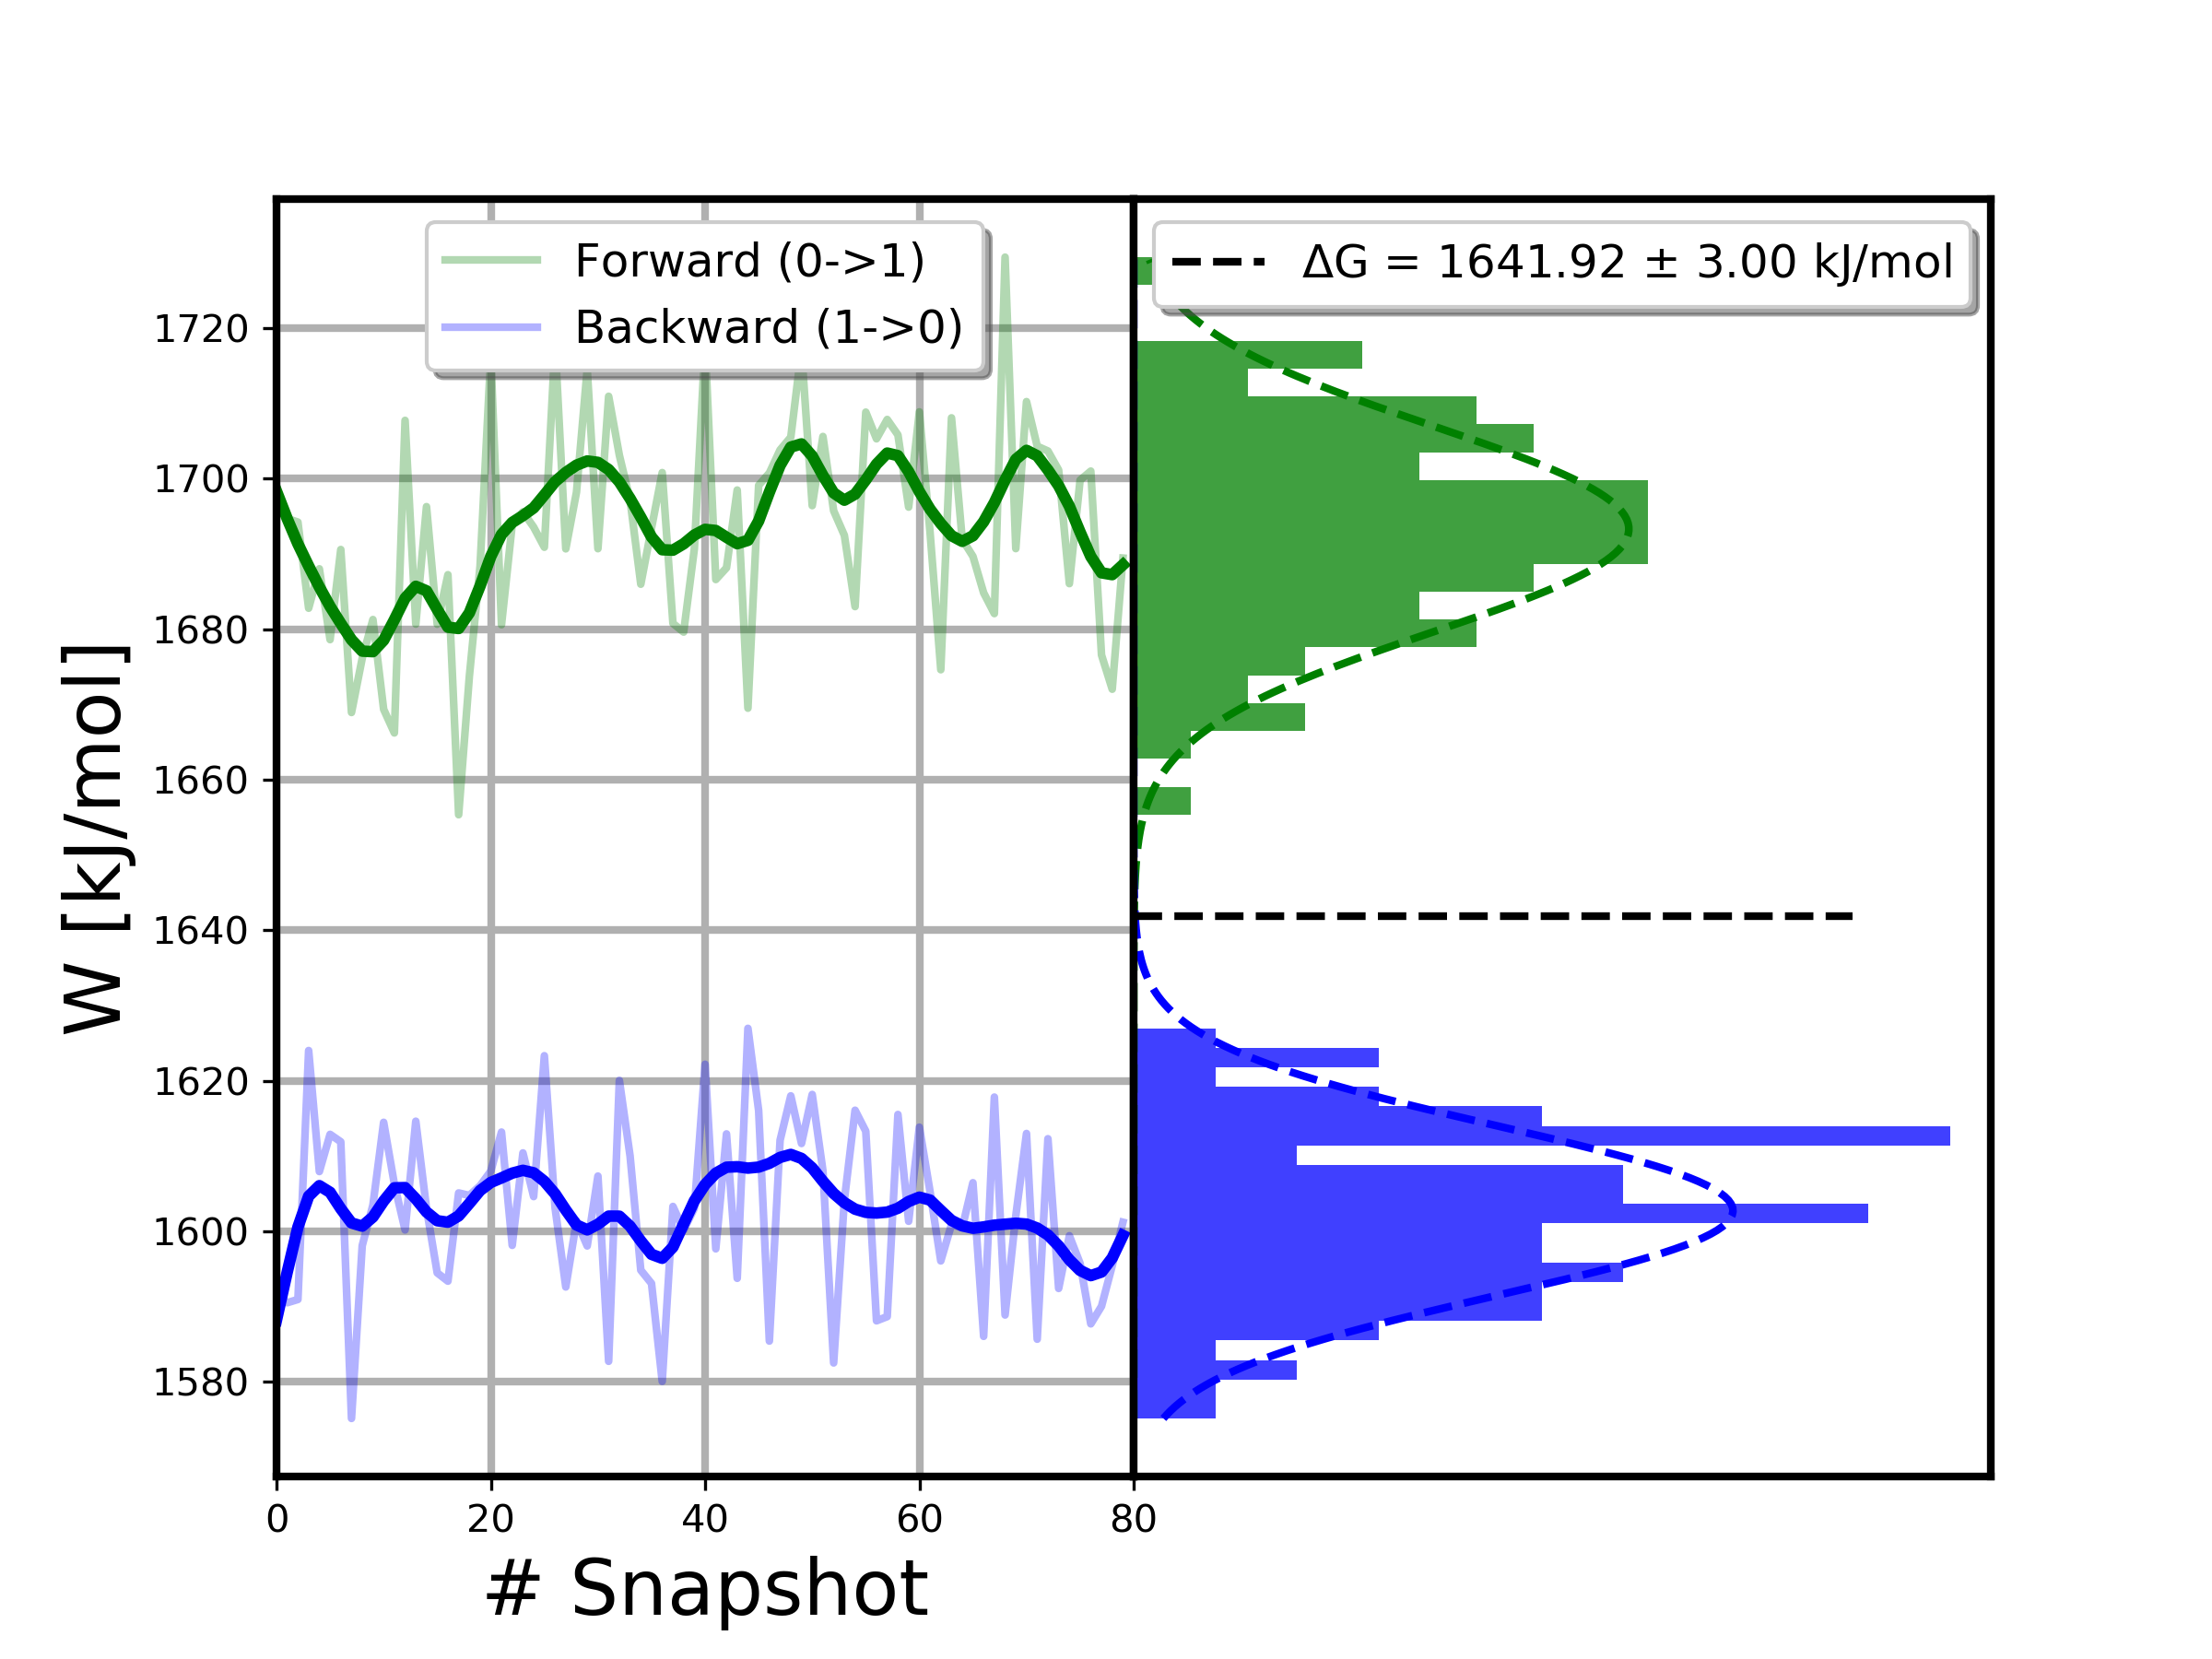 Forward (0->1)
Backward (1->0)
ΔG = 1641.92 ± 3.00 kJ/mol
W [kJ/mol]
1720
1700
1680
1660
1640
1620
1600
1580
0 20 40 60 80
# Snapshot